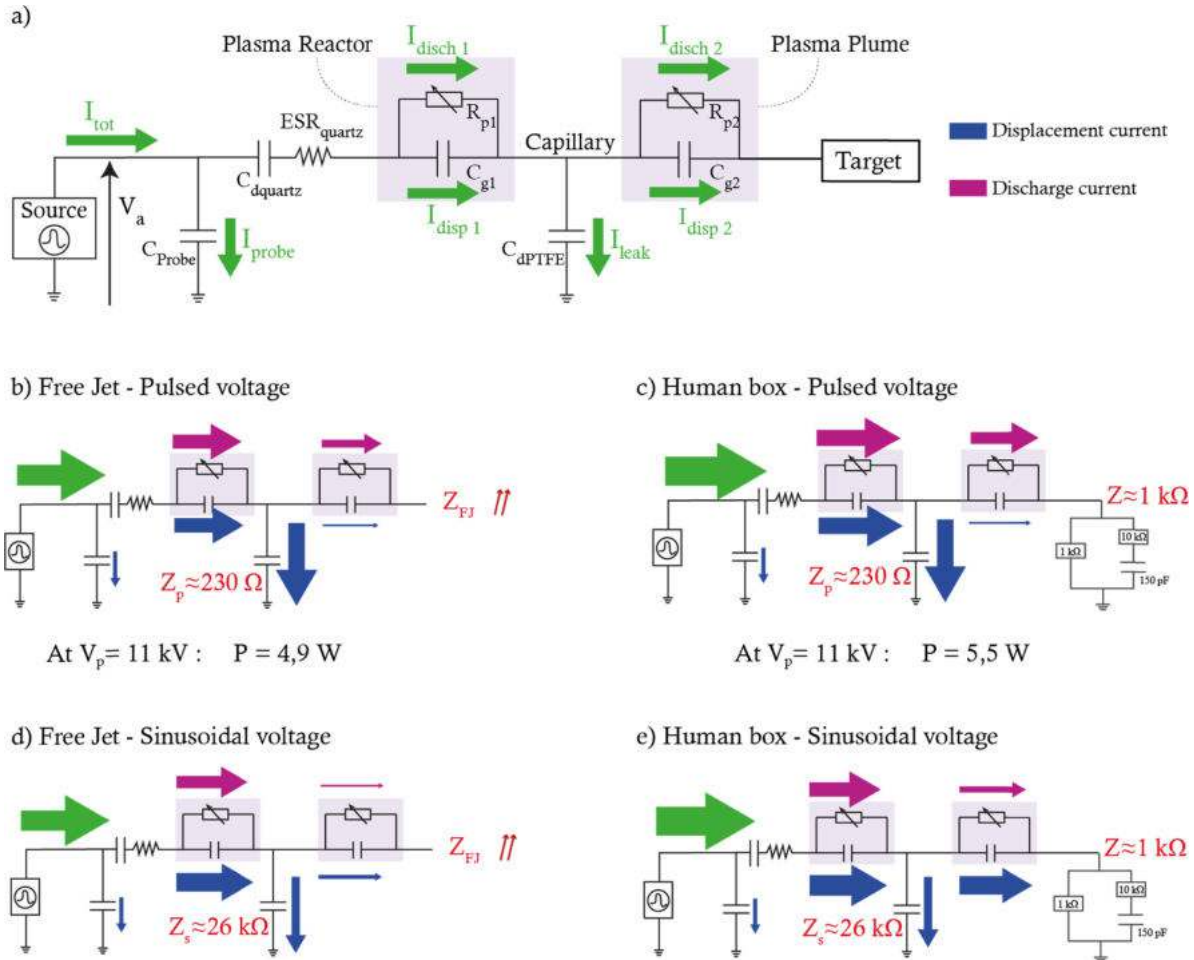 a)
Plasma Reactor
I_disch 1
I_disch 2
Plasma Plume
I_tot
ESR_quartz
R_p1
R_p2
Capillary
Displacement current
C_dquartz
C_g1
C_g2
Target
Discharge current
Source
V_a
I_disp 1
I_disp 2
C_Probe
I_probe
C_dPTFE
I_leak
b) Free Jet - Pulsed voltage
c) Human box - Pulsed voltage
Z_FJ ⇈
Z≈1 kΩ
1 kΩ
10 kΩ
150 pF
Z_p≈230 Ω
Z_p≈230 Ω
At V_p= 11 kV : P = 4,9 W
At V_p= 11 kV : P = 5,5 W
d) Free Jet - Sinusoidal voltage
e) Human box - Sinusoidal voltage
Z_FJ ⇈
Z≈1 kΩ
1 kΩ
10 kΩ
150 pF
Z_s≈26 kΩ
Z_s≈26 kΩ